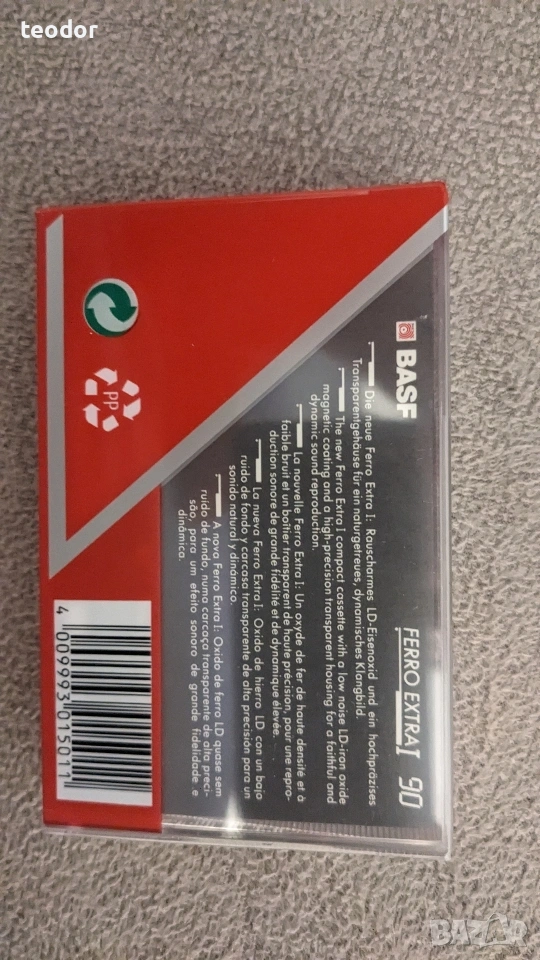 teodor
BASF
FERRO EXTRA I 90
Die neue Ferro Extra I: Rauscharmes LD-Eisenoxid und ein hochpräzises
Transparentgehäuse für ein naturgetreues, dynamisches Klangbild.
The new Ferro Extra I compact cassette with a low noise LD-iron oxide
magnetic coating and a high-precision transparent housing for a faithful and
dynamic sound reproduction.
La nouvelle Ferro Extra I: Un oxyde de fer de haute densité et à
faible bruit et un boîtier transparent de haute précision, pour une repro-
duction sonore de grande fidélité et de dynamique élevée.
La nueva Ferro Extra I: Oxido de hierro LD con un bajo
ruido de fondo y carcasa transparente de alta precisión para un
sonido natural y dinámico.
A nova Ferro Extra I: Oxido de ferro LD quase sem
ruído de fundo, numa carcaça transparente de alta preci-
são, para um efeito sonoro de grande fidelidade e
dinâmica.
PP
4 009993 015011
BAZAR